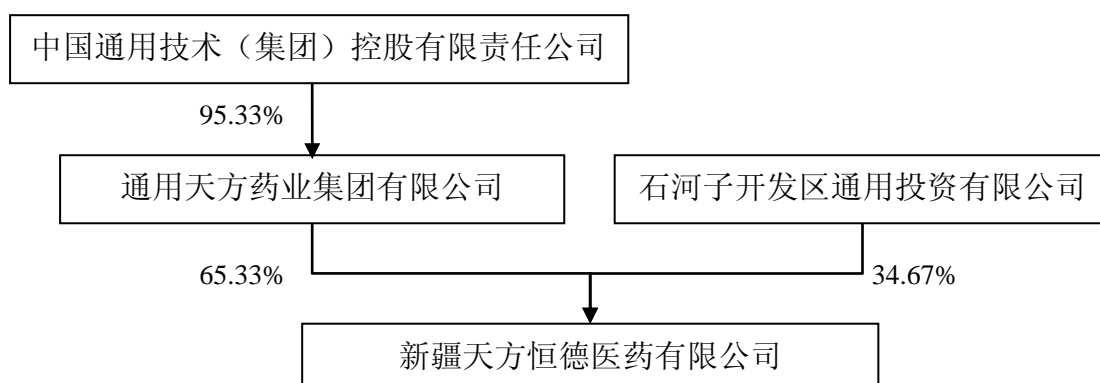 中国通用技术（集团）控股有限责任公司
95.33%
通用天方药业集团有限公司
石河子开发区通用投资有限公司
65.33%
34.67%
新疆天方恒德医药有限公司